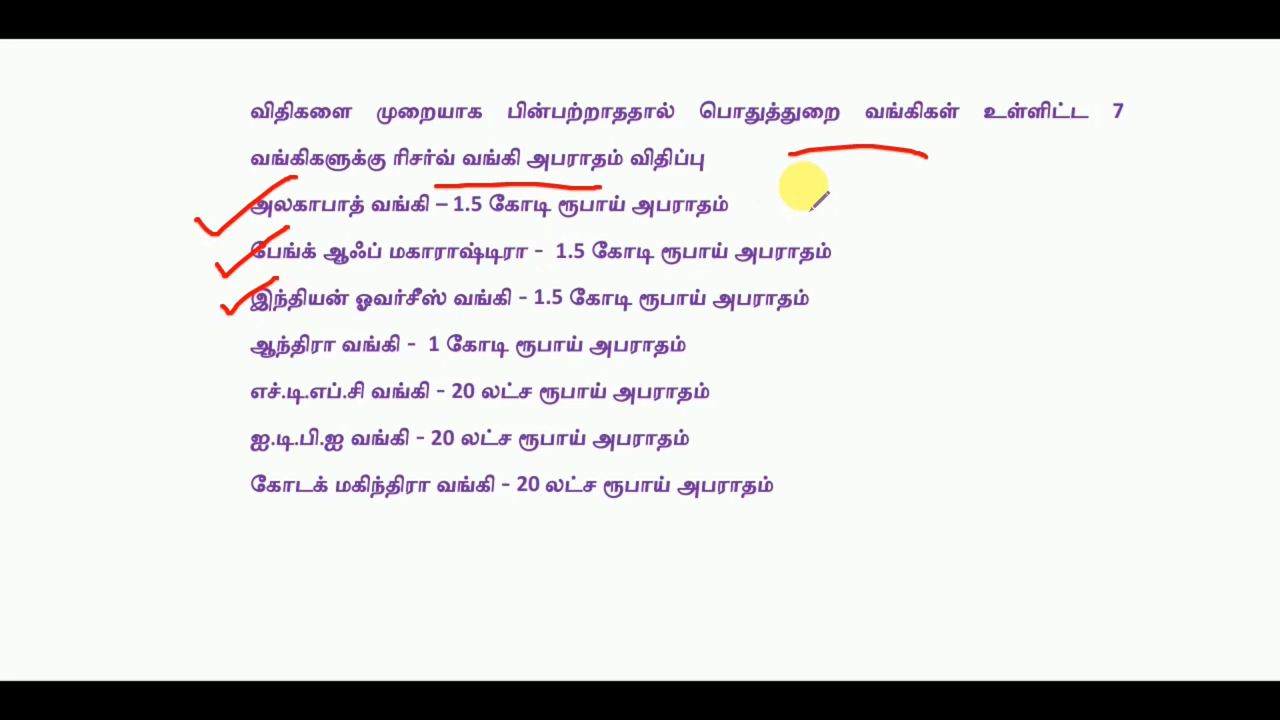 விதிகளை முறையாக பின்பற்றாததால் பொதுத்துறை வங்கிகள் உள்ளிட்ட 7
வங்கிகளுக்கு ரிசர்வ் வங்கி அபராதம் விதிப்பு
அலகாபாத் வங்கி – 1.5 கோடி ரூபாய் அபராதம்
பேங்க் ஆஃப் மகாராஷ்டிரா - 1.5 கோடி ரூபாய் அபராதம்
இந்தியன் ஓவர்சீஸ் வங்கி - 1.5 கோடி ரூபாய் அபராதம்
ஆந்திரா வங்கி - 1 கோடி ரூபாய் அபராதம்
எச்.டி.எப்.சி வங்கி - 20 லட்ச ரூபாய் அபராதம்
ஐ.டி.பி.ஐ வங்கி - 20 லட்ச ரூபாய் அபராதம்
கோடக் மகிந்திரா வங்கி - 20 லட்ச ரூபாய் அபராதம்